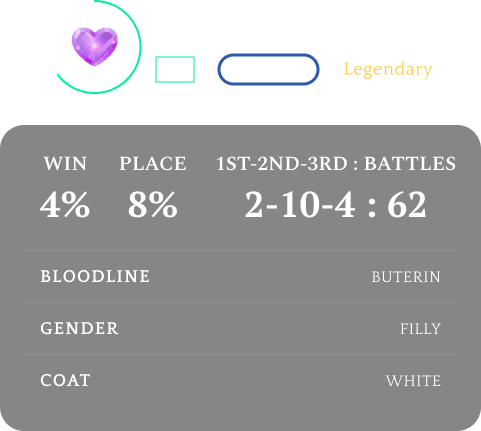 Legendary
WIN PLACE 1ST-2ND-3RD : BATTLES
4% 8% 2-10-4 : 62
BLOODLINE BUTERIN
GENDER FILLY
COAT WHITE